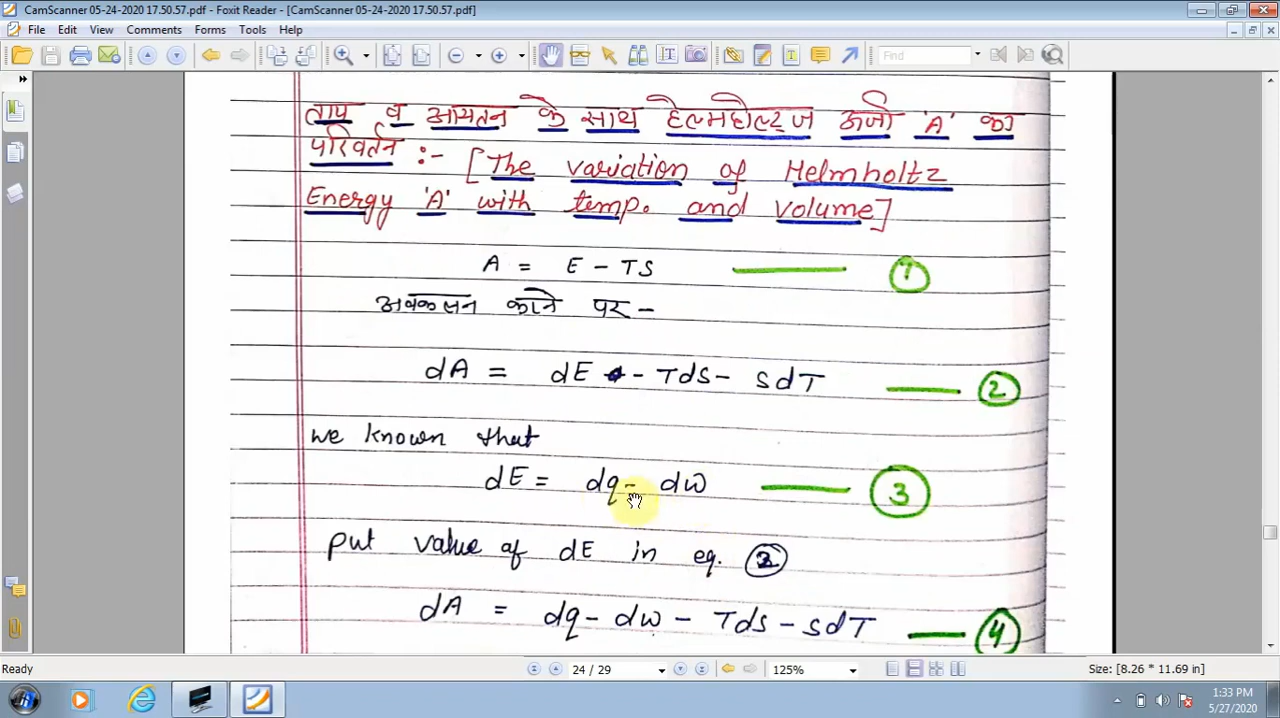 CamScanner 05-24-2020 17.50.57.pdf - Foxit Reader - [CamScanner 05-24-2020 17.50.57.pdf]
File Edit View Comments Forms Tools Help
Find
ताप व आयतन के साथ हेल्महोल्ट्ज ऊर्जा 'A' का
परिवर्तन :- [The variation of Helmholtz
Energy 'A' with temp. and volume]
A = E - TS ——— 1
अवकलन करने पर -
dA = dE - Tds - SdT ——— 2
we known that
dE = dq - dw ——— 3
put value of dE in eq. 2
dA = dq - dw - Tds - SdT ——— 4
Ready 24 / 29 125% Size: [8.26 * 11.69 in]
1:33 PM
5/27/2020